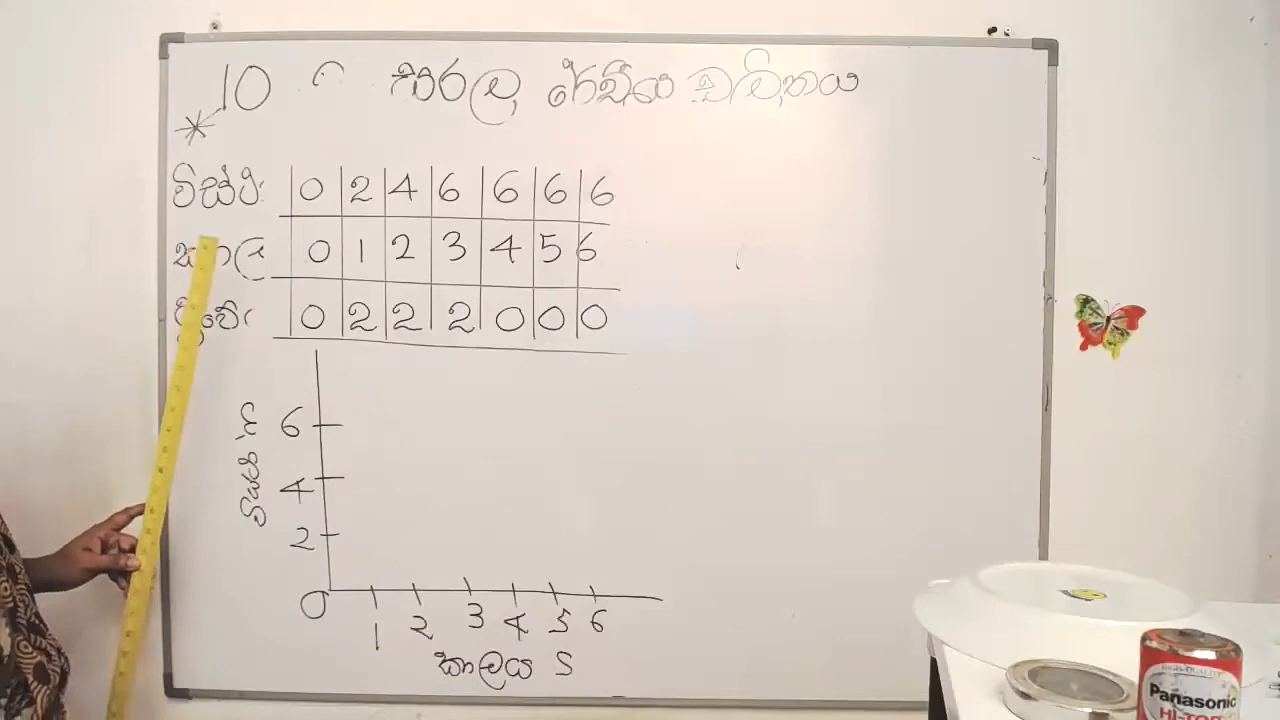 10 සරල රේඛීය චලිතය
විස්ථා: 0 2 4 6 6 6 6
කාල 0 1 2 3 4 5 6
ප්‍රවේ: 0 2 2 2 0 0 0
6
4
2
0
1 2 3 4 5 6
කාලය S
Panasonic